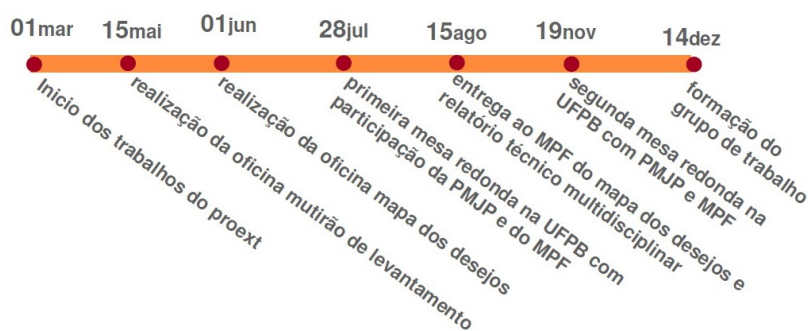 01mar
15mai
01jun
28jul
15ago
19nov
14dez
Inicio dos trabalhos do proext
realização da oficina mutirão de levantamento
realização da oficina mapa dos desejos
primeira mesa redonda na UFPB com
participação da PMJP e do MPF
entrega ao MPF do mapa dos desejos e
relatório técnico multidisciplinar
segunda mesa redonda na
UFPB com PMJP e MPF
formação do
grupo de trabalho